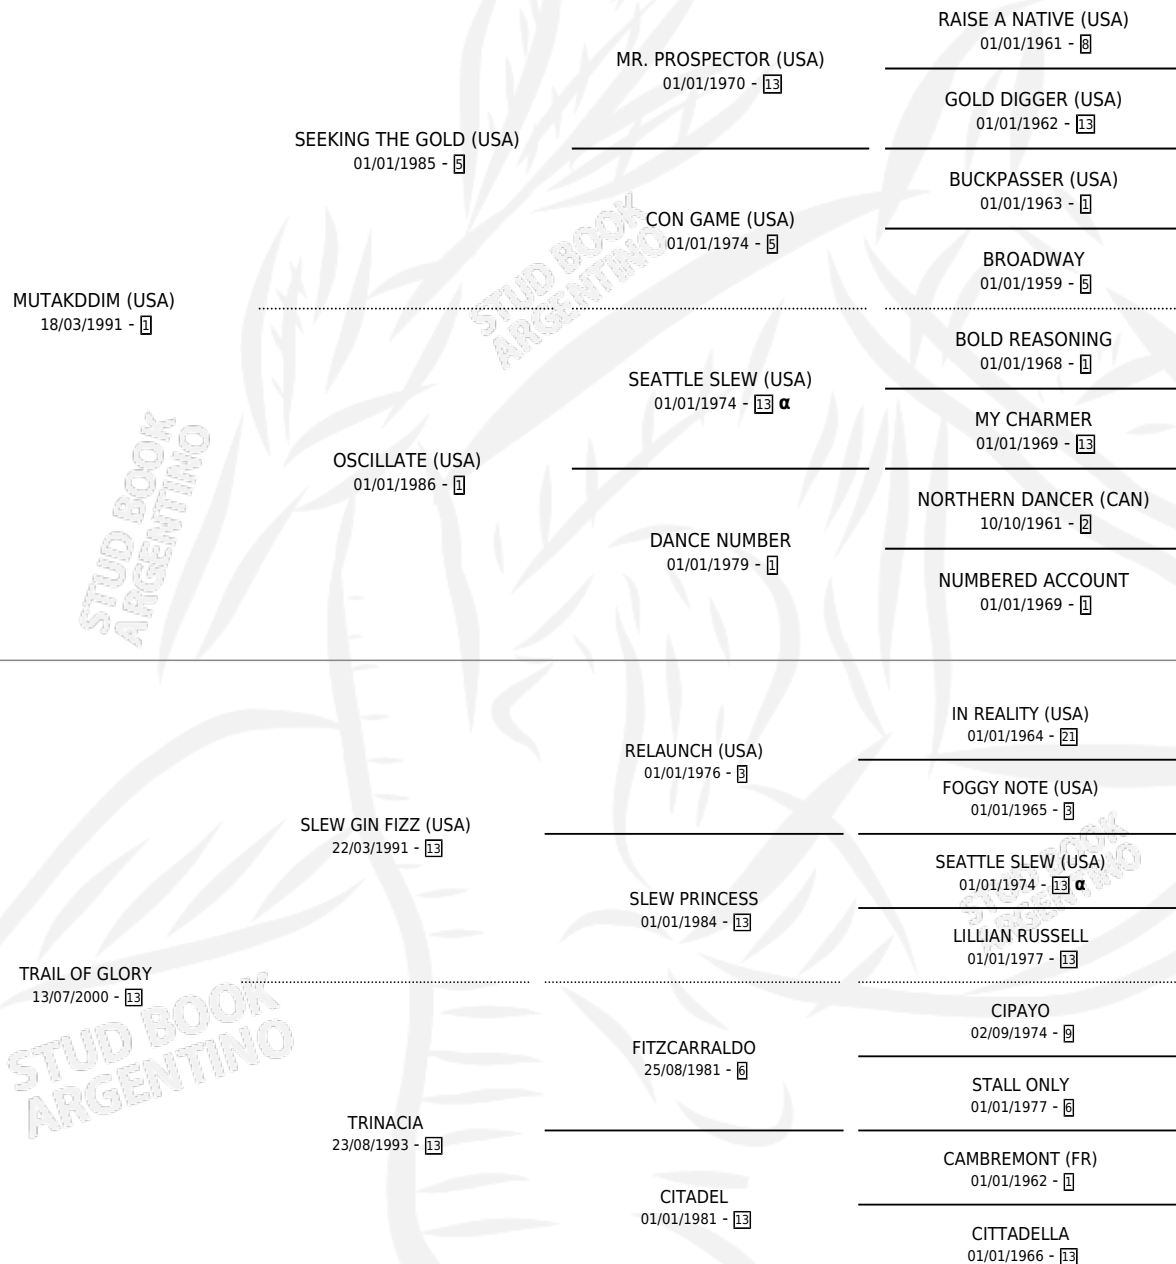 MUTAKDDIM (USA)
18/03/1991 - 1
SEEKING THE GOLD (USA)
01/01/1985 - 5
MR. PROSPECTOR (USA)
01/01/1970 - 13
RAISE A NATIVE (USA)
01/01/1961 - 8
GOLD DIGGER (USA)
01/01/1962 - 13
CON GAME (USA)
01/01/1974 - 5
BUCKPASSER (USA)
01/01/1963 - 1
BROADWAY
01/01/1959 - 5
OSCILLATE (USA)
01/01/1986 - 1
SEATTLE SLEW (USA)
01/01/1974 - 13 α
BOLD REASONING
01/01/1968 - 1
MY CHARMER
01/01/1969 - 13
DANCE NUMBER
01/01/1979 - 1
NORTHERN DANCER (CAN)
10/10/1961 - 2
NUMBERED ACCOUNT
01/01/1969 - 1
TRAIL OF GLORY
13/07/2000 - 13
SLEW GIN FIZZ (USA)
22/03/1991 - 13
RELAUNCH (USA)
01/01/1976 - 3
IN REALITY (USA)
01/01/1964 - 21
FOGGY NOTE (USA)
01/01/1965 - 3
SLEW PRINCESS
01/01/1984 - 13
SEATTLE SLEW (USA)
01/01/1974 - 13 α
LILLIAN RUSSELL
01/01/1977 - 13
TRINACIA
23/08/1993 - 13
FITZCARRALDO
25/08/1981 - 6
CIPAYO
02/09/1974 - 9
STALL ONLY
01/01/1977 - 6
CITADEL
01/01/1981 - 13
CAMBREMONT (FR)
01/01/1962 - 1
CITTADELLA
01/01/1966 - 13
STUD BOOK
ARGENTINO
STUD BOOK
ARGENTINO
STUD BOOK
ARGENTINO
STUD BOOK
ARGENTINO